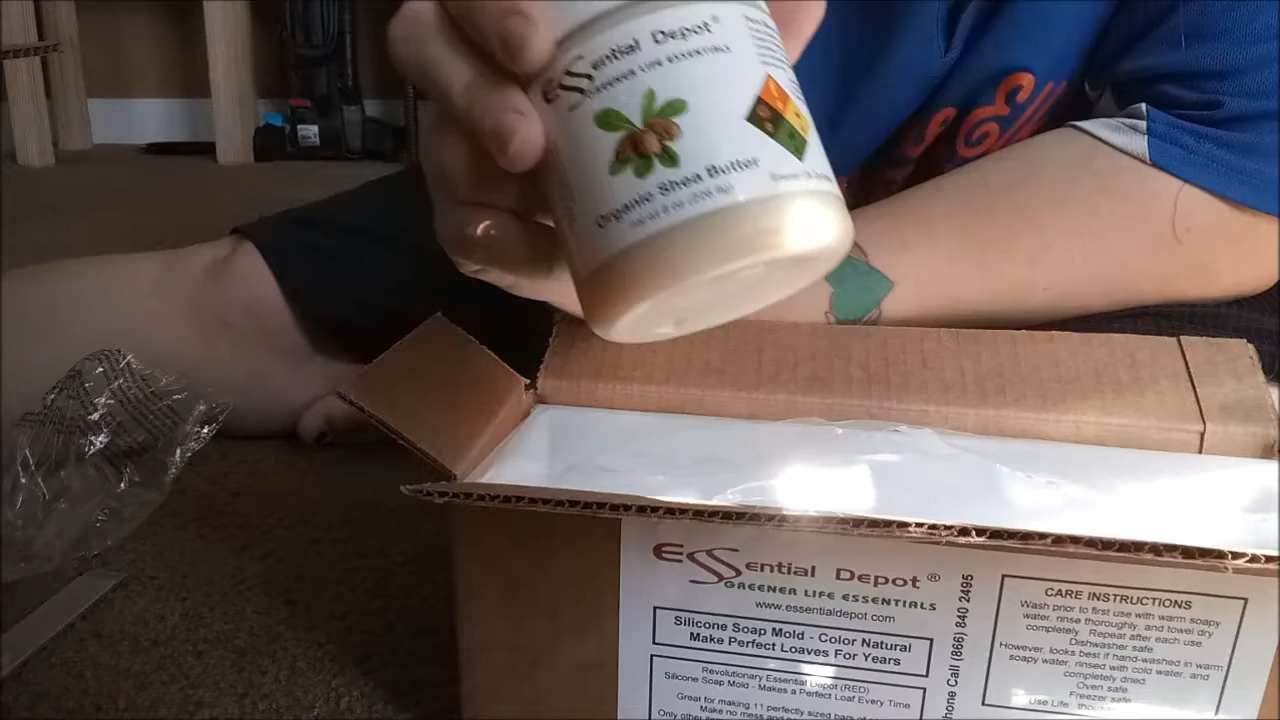 Essential Depot®
GREENER LIFE ESSENTIALS
Organic Shea Butter
Essential Depot®
GREENER LIFE ESSENTIALS
www.essentialdepot.com
Silicone Soap Mold - Color Natural
Make Perfect Loaves For Years
Revolutionary Essential Depot (RED)
Silicone Soap Mold - Makes a Perfect Loaf Every Time
Great for making 11 perfectly sized bars of
Make no mess and
Only other
hone Call (866) 840 2495
CARE INSTRUCTIONS
Wash prior to first use with warm soapy
water, rinse thoroughly, and towel dry
completely. Repeat after each use.
Dishwasher safe.
However, looks best if hand-washed in warm
soapy water, rinsed with cold water, and
completely dried.
Oven safe.
Freezer safe.
Use Life